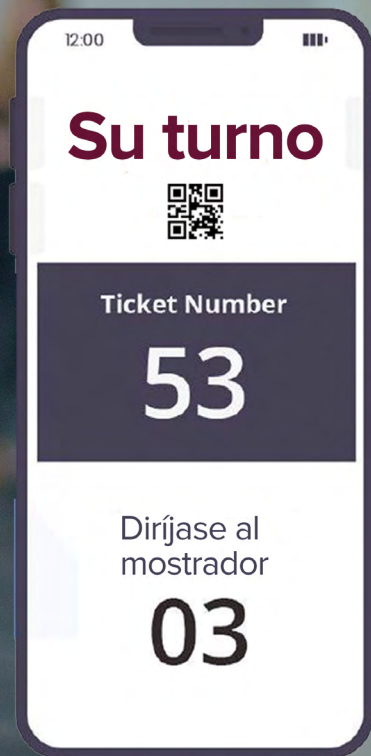 12:00
Su turno
Ticket Number
53
Diríjase al
mostrador
03